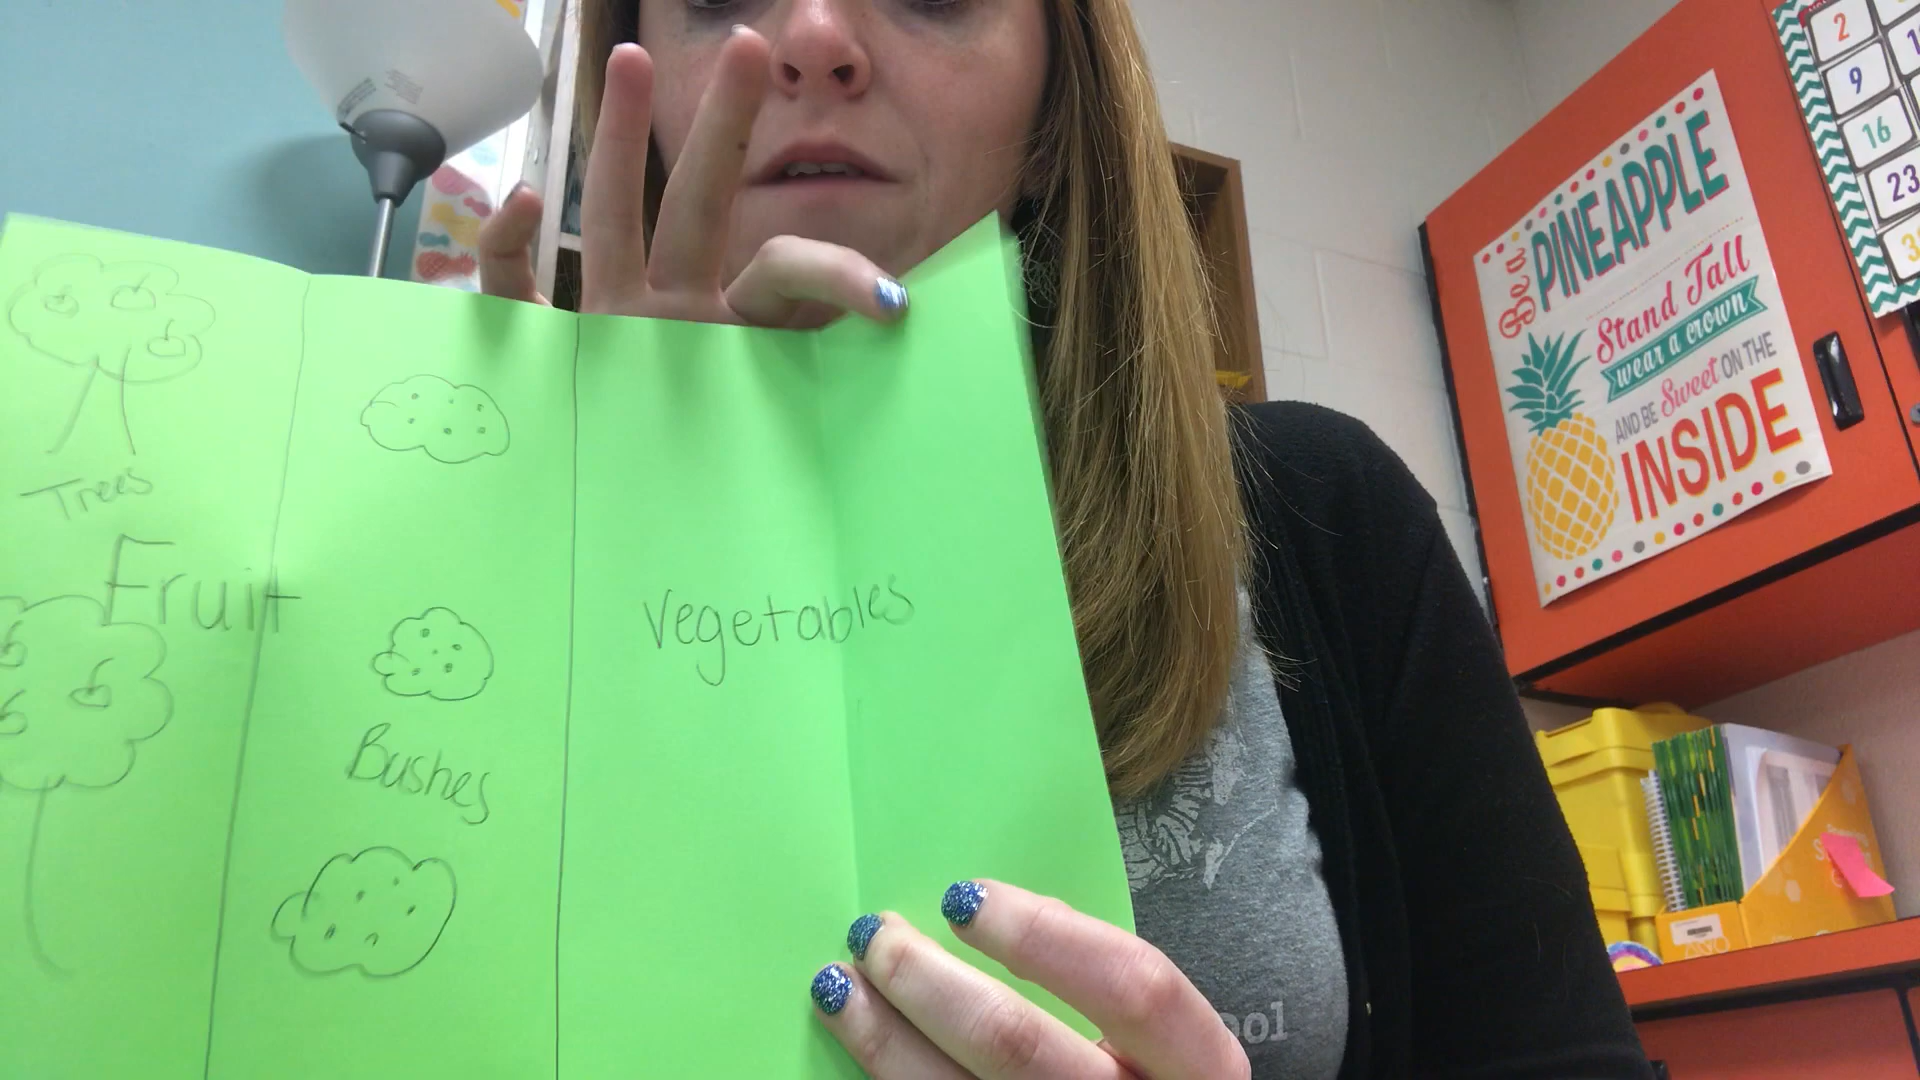 Trees
Fruit
Bushes
Vegetables
Be a
PINEAPPLE
Stand Tall
wear a crown
AND BE Sweet ON THE
INSIDE
2
9
16
23
ool